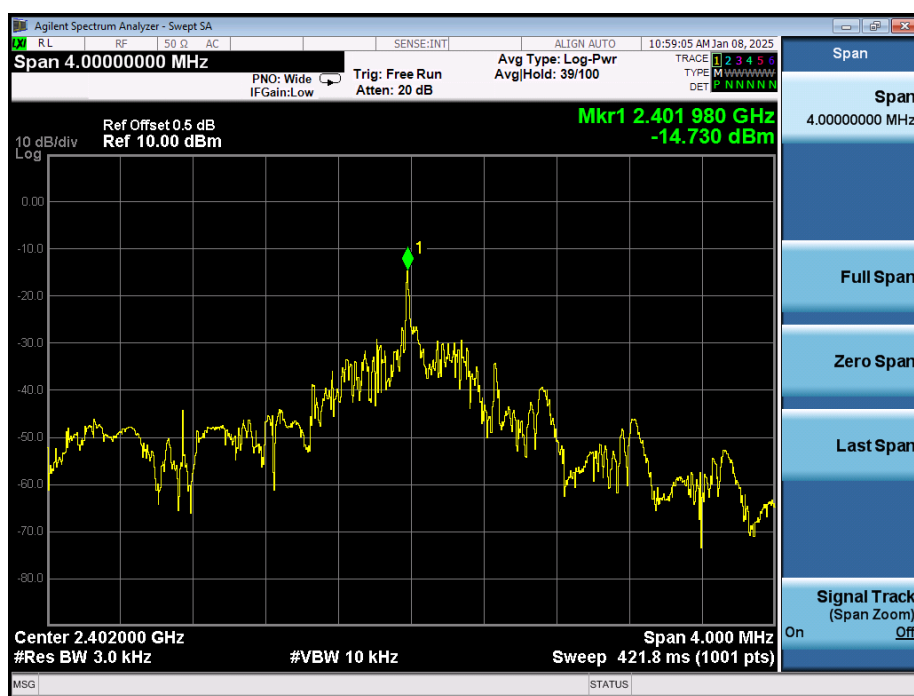 Agilent Spectrum Analyzer - Swept SA
LXI RL RF 50 Ω AC SENSE:INT ALIGN AUTO 10:59:05 AM Jan 08, 2025
Span 4.00000000 MHz
PNO: Wide
IFGain:Low
Trig: Free Run
Atten: 20 dB
Avg Type: Log-Pwr
Avg|Hold: 39/100
TRACE 1 2 3 4 5 6
TYPE MWWWWW
DET P N N N N N
Mkr1 2.401 980 GHz
-14.730 dBm
Ref Offset 0.5 dB
10 dB/div Ref 10.00 dBm
Log
1
0.00
-10.0
-20.0
-30.0
-40.0
-50.0
-60.0
-70.0
-80.0
Center 2.402000 GHz Span 4.000 MHz
#Res BW 3.0 kHz #VBW 10 kHz Sweep 421.8 ms (1001 pts)
MSG STATUS
Span
Span
4.00000000 MHz
Full Span
Zero Span
Last Span
Signal Track
(Span Zoom)
On Off